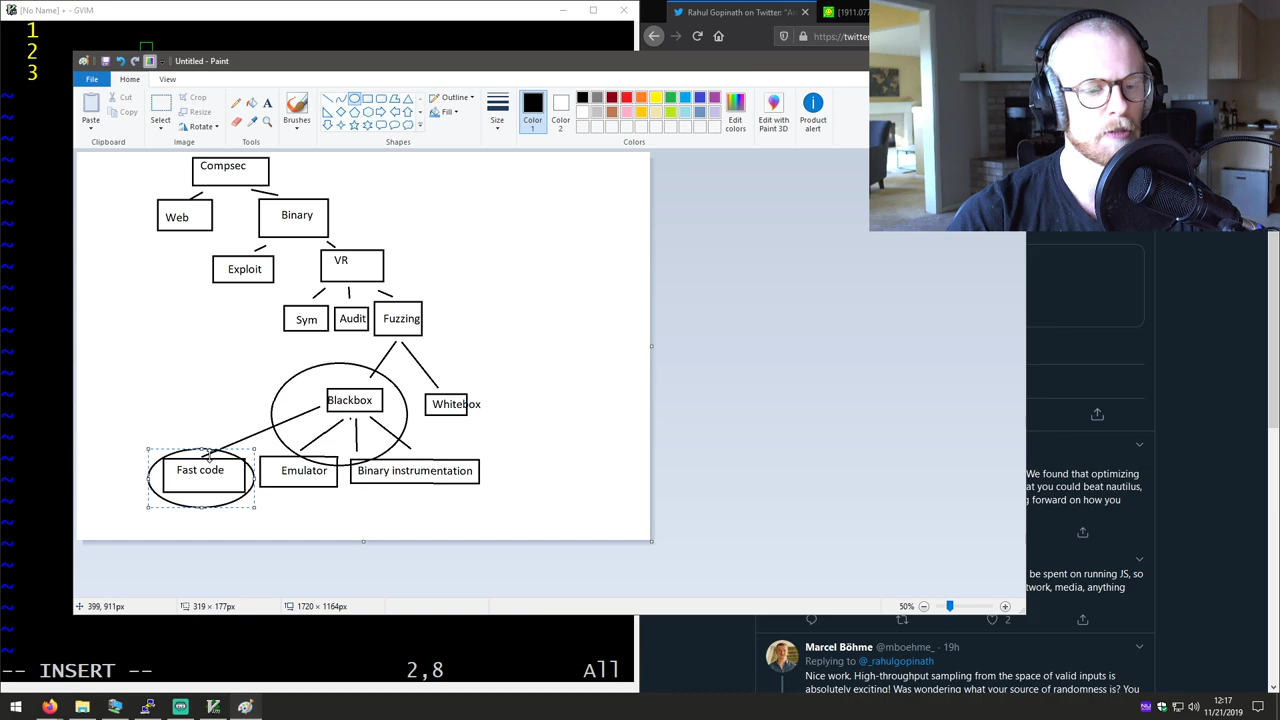 [No Name] + - GVIM
Rahul Gopinath on Twitter: "Ai
[1911.077
https://twitte
1
2
3
Untitled - Paint
File
Home
View
Paste
Cut
Copy
Select
Crop
Resize
Rotate
Brushes
Outline
Fill
Size
Color 1
Color 2
Edit colors
Edit with Paint 3D
Product alert
Clipboard
Image
Tools
Shapes
Colors
Compsec
Web
Binary
Exploit
VR
Sym
Audit
Fuzzing
Blackbox
Whitebox
Fast code
Emulator
Binary instrumentation
We found that optimizing
at you could beat nautilus,
g forward on how you
be spent on running JS, so
twork, media, anything
399, 911px
319 × 177px
1720 × 1164px
50%
2
Marcel Böhme @mboehme_ · 19h
Replying to @_rahulgopinath
Nice work. High-throughput sampling from the space of valid inputs is
absolutely exciting! Was wondering what your source of randomness is? You
-- INSERT --
2,8
All
12:17
11/21/2019